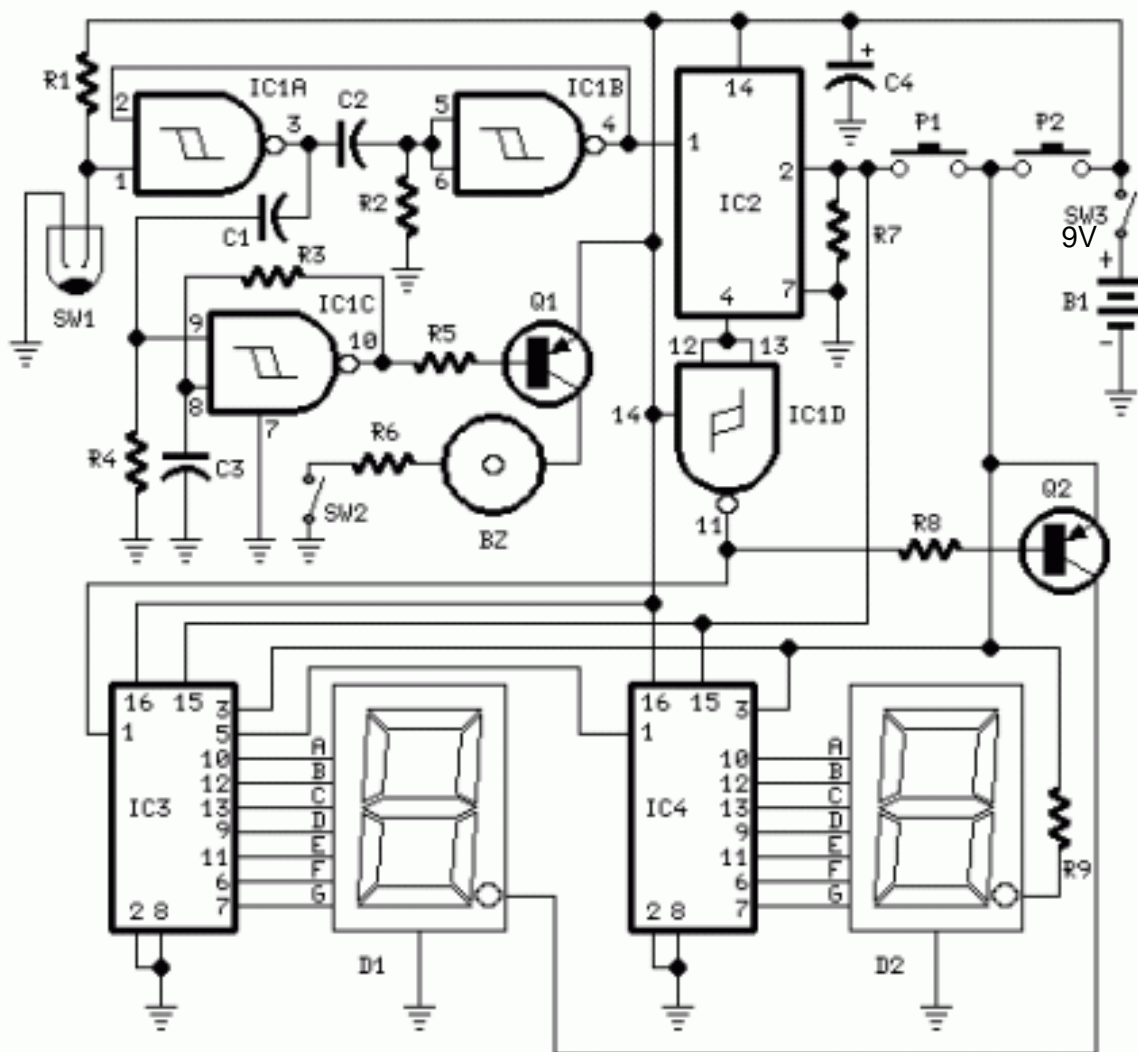 R1
IC1A
2
3
1
C2
IC1B
5
4
6
R2
C1
R3
SW1
IC1C
9
10
8
7
R4
C3
R5
Q1
R6
SW2
BZ
14
1
IC2
2
7
4
C4
+
P1
P2
R7
SW3
9V
+
B1
-
12
13
14
IC1D
11
R8
Q2
16 15
3
1
5
10
12
IC3
13
9
11
6
2 8
7
A
B
C
D
E
F
G
D1
16 15
3
1
10
12
IC4
13
9
11
6
2 8
7
A
B
C
D
E
F
G
D2
R9